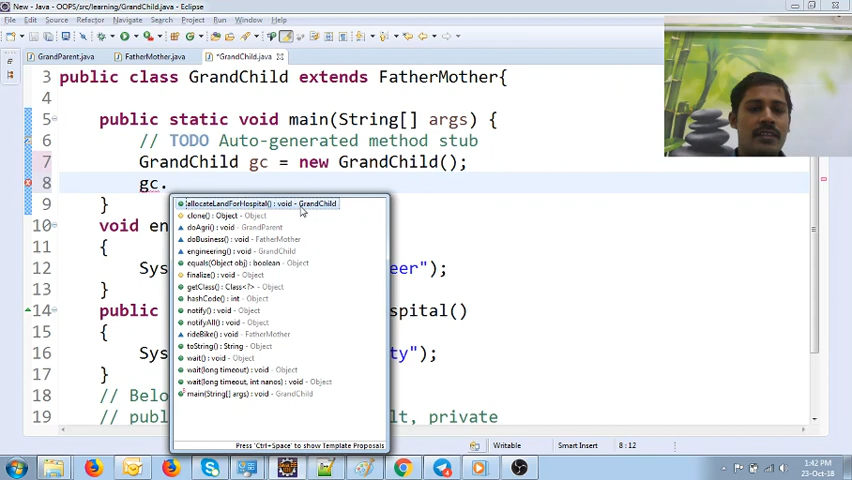 New - Java - OOPS/src/learning/GrandChild.java - Eclipse
File Edit Source Refactor Navigate Search Project Run Window Help
GrandParent.java FatherMother.java *GrandChild.java
3 public class GrandChild extends FatherMother{
4
5 public static void main(String[] args) {
6 // TODO Auto-generated method stub
7 GrandChild gc = new GrandChild();
8 gc.
allocateLandForHospital() : void - GrandChild
9 }
clone() : Object - Object
10 void en
doAgri() : void - GrandParent
doBusiness() : void - FatherMother
11 {
engineering() : void - GrandChild
equals(Object obj) : boolean - Object
12 Sys eer");
finalize() : void - Object
13 }
getClass() : Class<?> - Object
hashCode() : int - Object
14 public spital()
notify() : void - Object
notifyAll() : void - Object
15 {
rideBike() : void - FatherMother
toString() : String - Object
16 Sys ty");
wait() : void - Object
17 }
wait(long timeout) : void - Object
wait(long timeout, int nanos) : void - Object
18 // Belo
main(String[] args) : void - GrandChild
19 // publ lt, private
Press 'Ctrl+Space' to show Template Proposals
Writable Smart Insert 8 : 12
1:42 PM
23-Oct-18